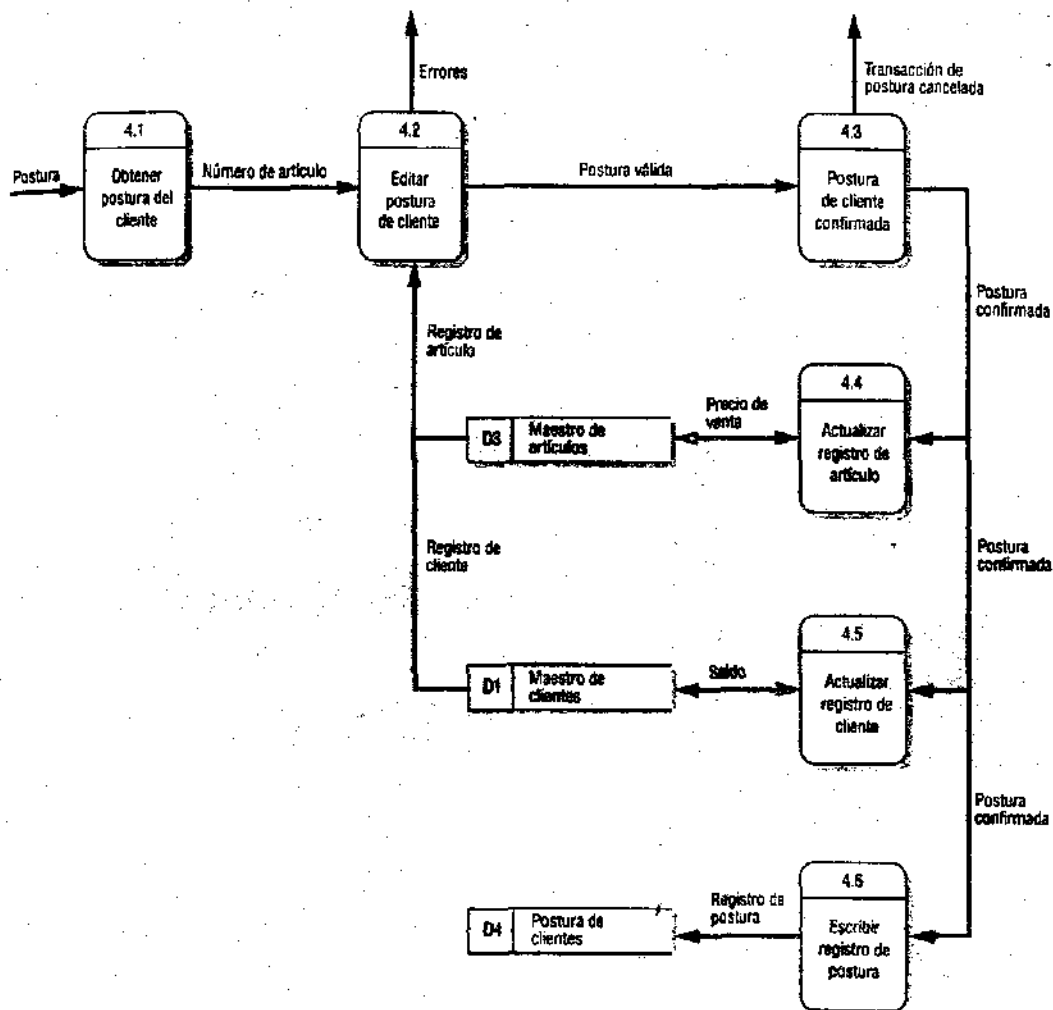 Errores
Transacción de
postura cancelada
4.1
Obtener
postura del
cliente
4.2
Editar
postura
de cliente
4.3
Postura
de cliente
confirmada
Postura
Número de artículo
Postura válida
Postura
confirmada
Registro de
artículo
4.4
Actualizar
registro de
artículo
D3
Maestro de
artículos
Precio de
venta
Registro de
cliente
Postura
confirmada
4.5
Actualizar
registro de
cliente
D1
Maestro de
clientes
Saldo
Postura
confirmada
4.6
Escribir
registro de
postura
D4
Postura de
clientes
Registro de
postura